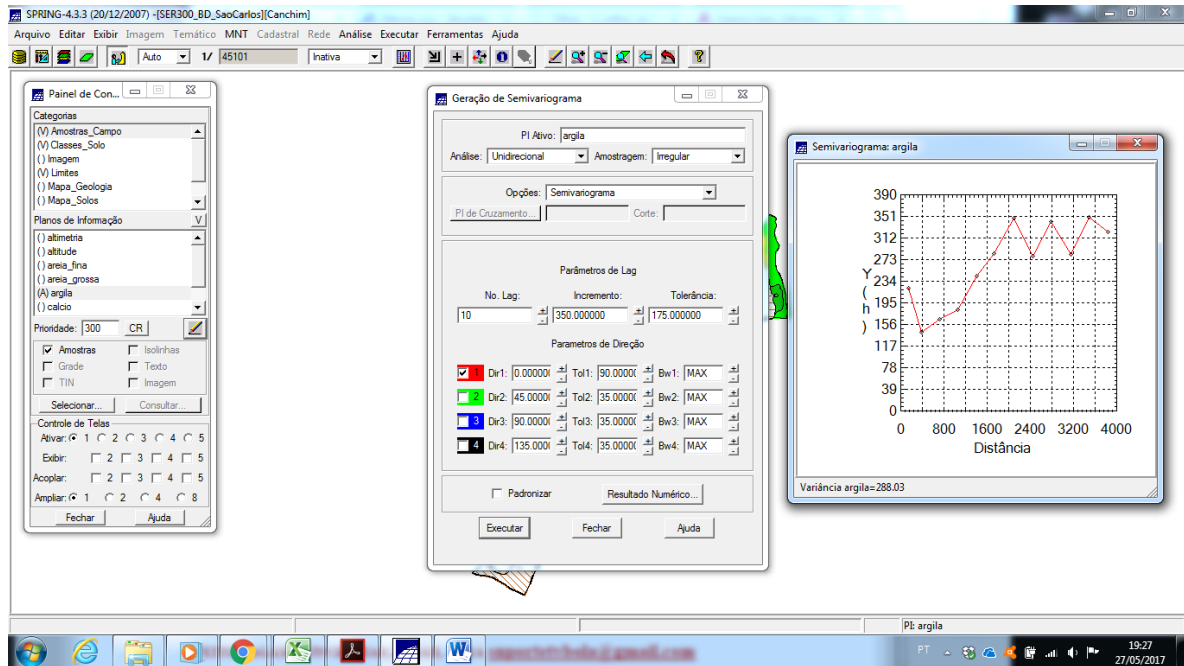 SPRING-4.3.3 (20/12/2007) -[SER300_BD_SaoCarlos][Canchim]
Arquivo Editar Exibir Imagem Temático MNT Cadastral Rede Análise Executar Ferramentas Ajuda
Auto 1/ 45101 Inativa
Painel de Con...
Categorias
(V) Amostras_Campo
(V) Classes_Solo
( ) Imagem
(V) Limites
( ) Mapa_Geologia
( ) Mapa_Solos
Planos de Informação V
( ) altimetria
( ) altitude
( ) areia_fina
( ) areia_grossa
(A) argila
( ) calcio
Prioridade: 300 CR
Amostras Isolinhas
Grade Texto
TIN Imagem
Selecionar... Consultar...
Controle de Telas
Ativar: 1 2 3 4 5
Exibir: 2 3 4 5
Acoplar: 2 3 4 5
Ampliar: 1 2 4 8
Fechar Ajuda
Geração de Semivariograma
PI Ativo: argila
Análise: Unidirecional Amostragem: Irregular
Opções: Semivariograma
PI de Cruzamento... Corte:
Parâmetros de Lag
No. Lag: Incremento: Tolerância:
10 350.000000 175.000000
Parametros de Direção
1 Dir1: 0.00000 Tol1: 90.0000 Bw1: MAX
2 Dir2: 45.0000 Tol2: 35.0000 Bw2: MAX
3 Dir3: 90.0000 Tol3: 35.0000 Bw3: MAX
4 Dir4: 135.000 Tol4: 35.0000 Bw4: MAX
Padronizar Resultado Numérico...
Executar Fechar Ajuda
Semivariograma: argila
390
351
312
273
234
195
156
117
78
39
0
Y(h)
0 800 1600 2400 3200 4000
Distância
Variância argila=288.03
PI: argila
PT
19:27
27/05/2017